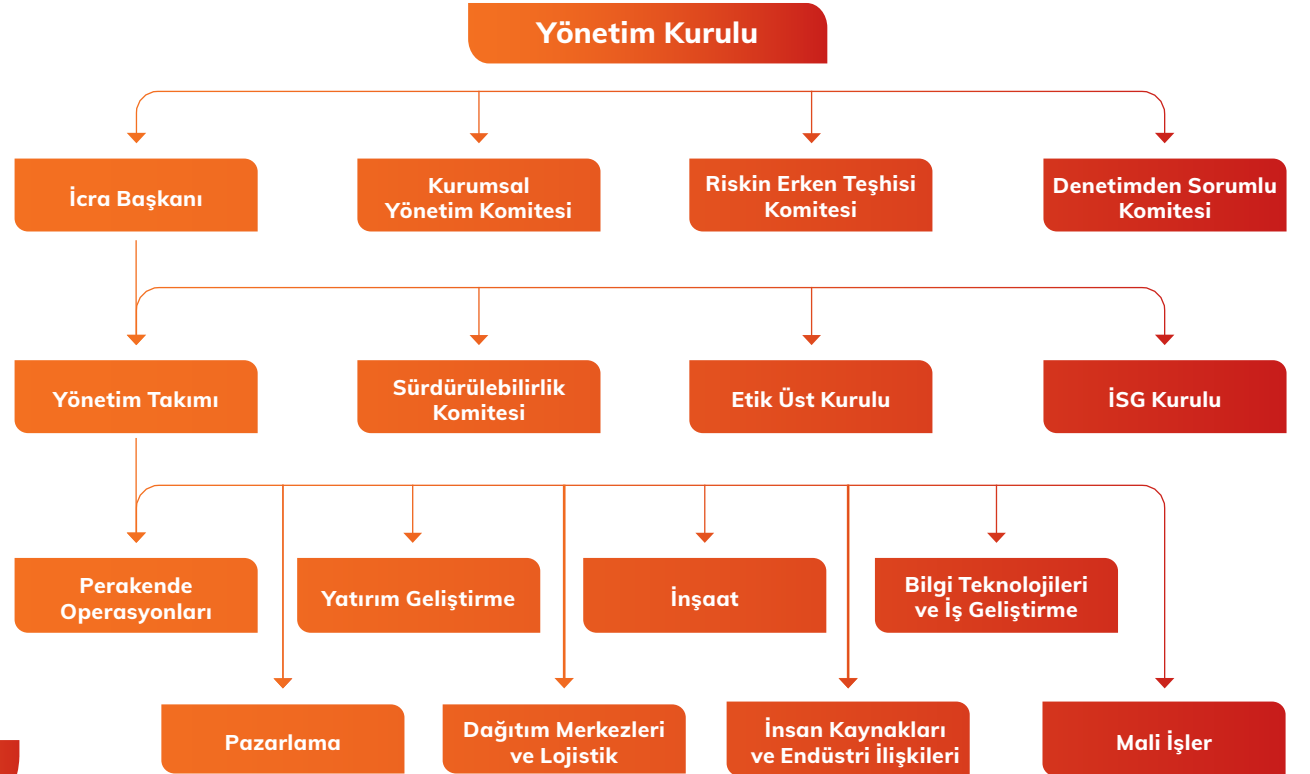 Yönetim Kurulu
İcra Başkanı
Kurumsal
Yönetim Komitesi
Riskin Erken Teşhisi
Komitesi
Denetimden Sorumlu
Komitesi
Yönetim Takımı
Sürdürülebilirlik
Komitesi
Etik Üst Kurulu
İSG Kurulu
Perakende
Operasyonları
Yatırım Geliştirme
İnşaat
Bilgi Teknolojileri
ve İş Geliştirme
Pazarlama
Dağıtım Merkezleri
ve Lojistik
İnsan Kaynakları
ve Endüstri İlişkileri
Mali İşler